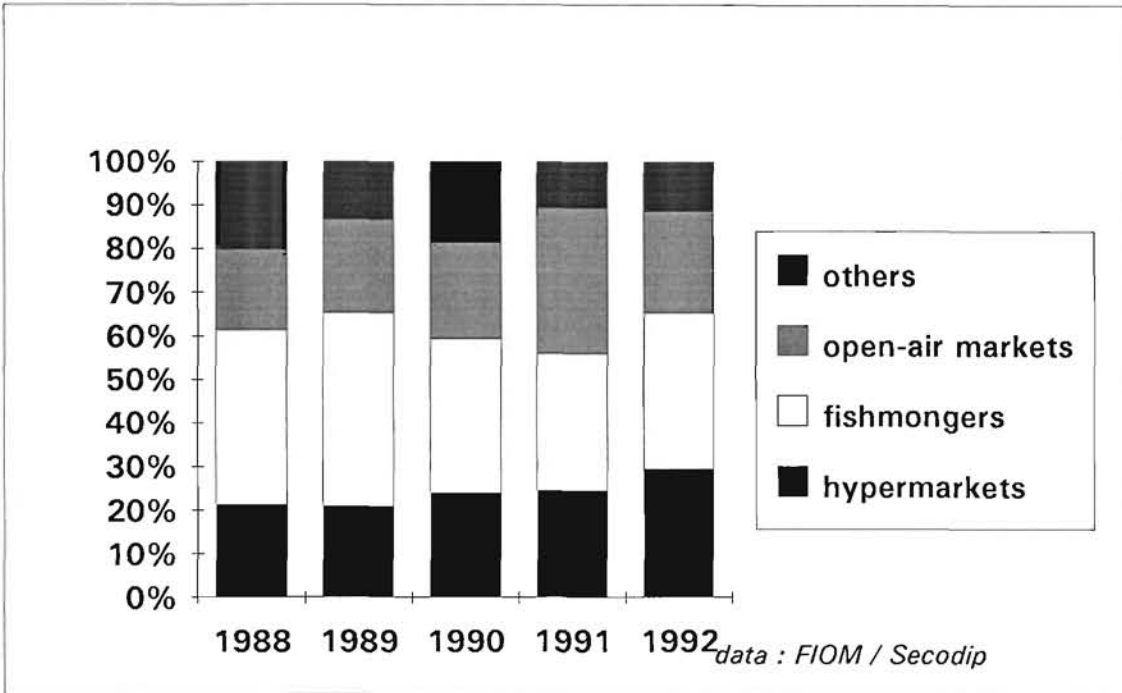 100%
90%
80%
70%
60%
50%
40%
30%
20%
10%
0%
1988 1989 1990 1991 1992
others
open-air markets
fishmongers
hypermarkets
data : FIOM / Secodip